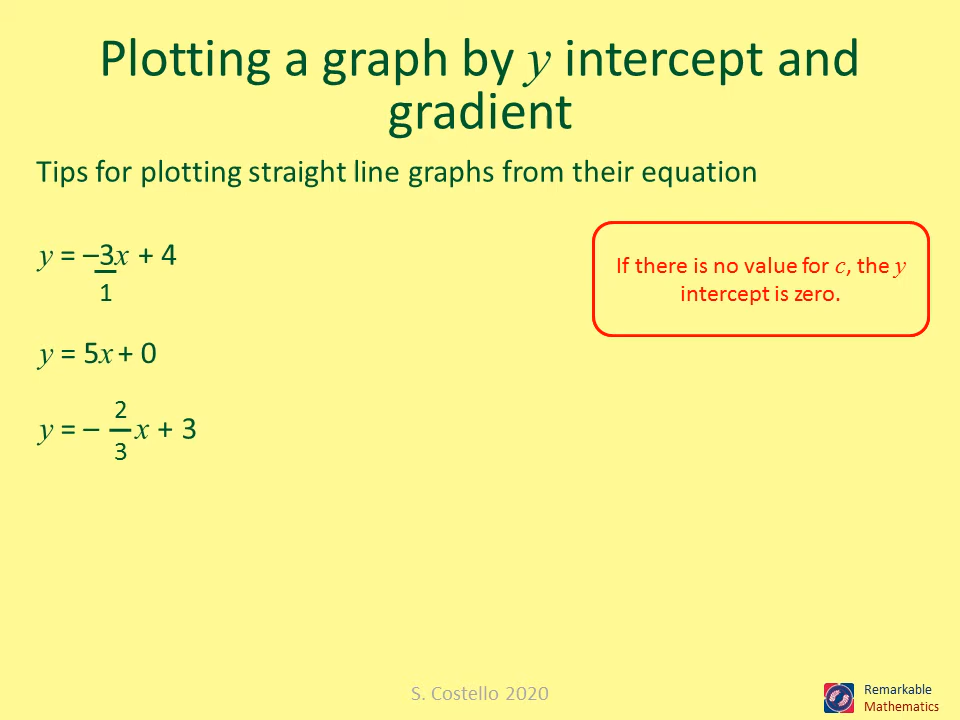 Plotting a graph by y intercept and
gradient
Tips for plotting straight line graphs from their equation
y = –3x + 4
1
If there is no value for c, the y
intercept is zero.
y = 5x + 0
2
y = – x + 3
3
S. Costello 2020
Remarkable
Mathematics